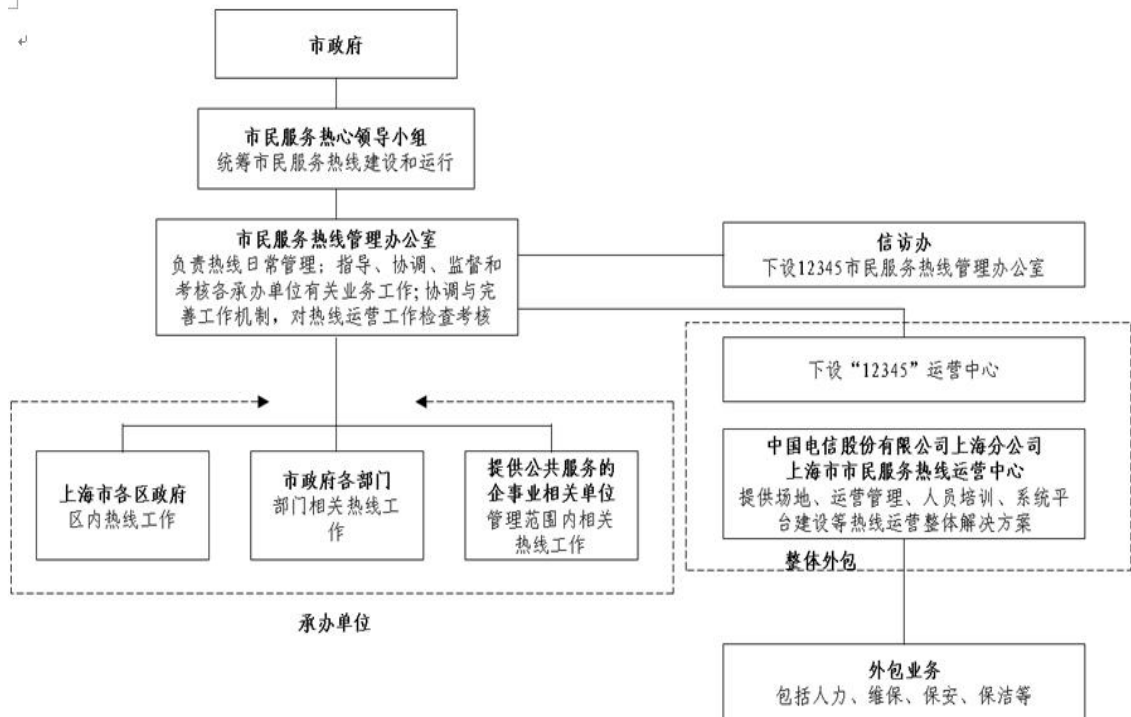 市政府
市民服务热心领导小组
统筹市民服务热线建设和运行
市民服务热线管理办公室
负责热线日常管理；指导、协调、监督和
考核各承办单位有关业务工作；协调与完
善工作机制，对热线运营工作检查考核
信访办
下设12345市民服务热线管理办公室
下设“12345”运营中心
中国电信股份有限公司上海分公司
上海市市民服务热线运营中心
提供场地、运营管理、人员培训、系统平
台建设等热线运营整体解决方案
整体外包
上海市各区政府
区内热线工作
市政府各部门
部门相关热线工
作
提供公共服务的
企事业相关单位
管理范围内相关
热线工作
承办单位
外包业务
包括人力、维保、保安、保洁等